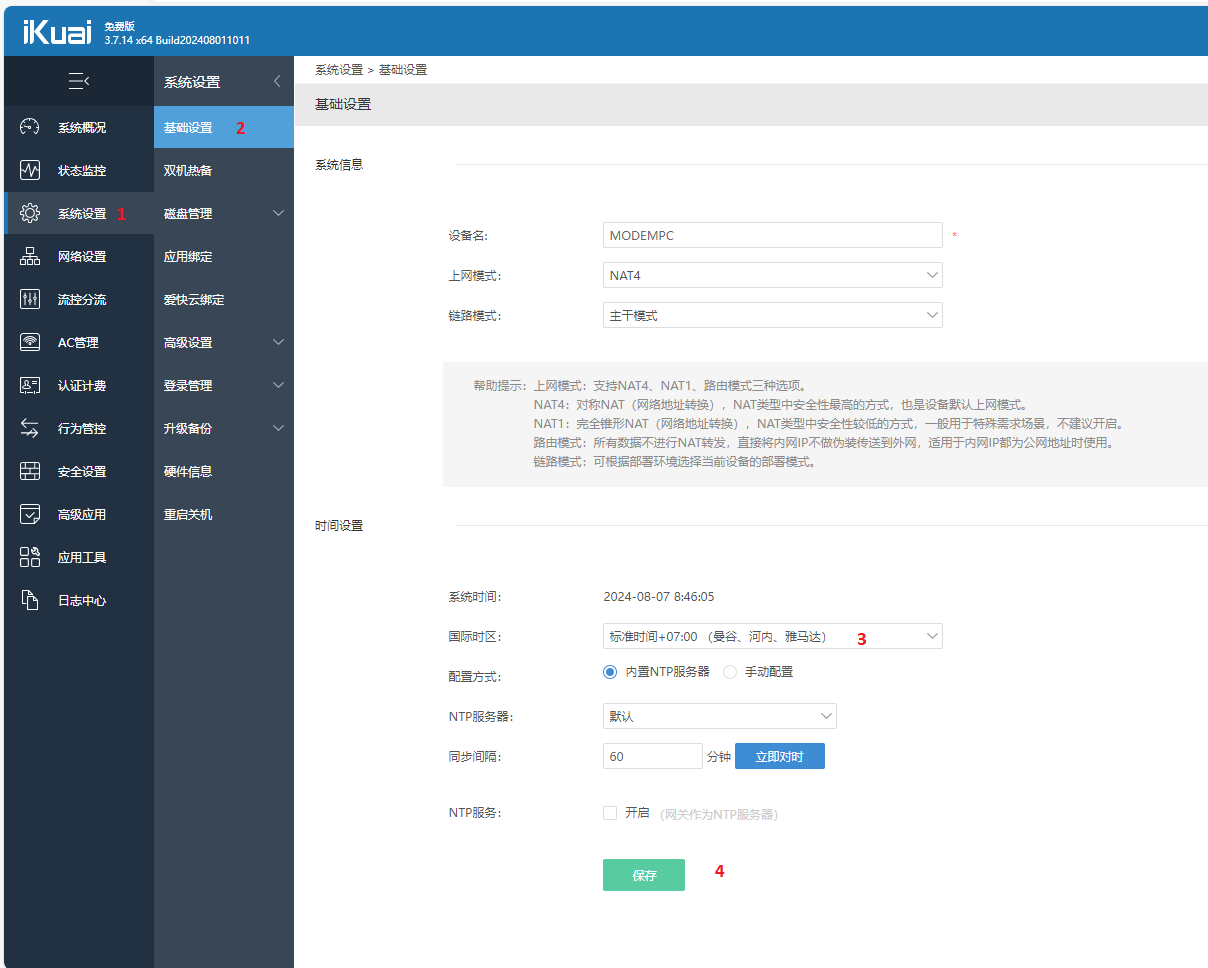 iKuai 免费版
3.7.14 x64 Build202408011011
系统概况
状态监控
系统设置 1
网络设置
流控分流
AC管理
认证计费
行为管控
安全设置
高级应用
应用工具
日志中心
系统设置
基础设置 2
双机热备
磁盘管理
应用绑定
爱快云绑定
高级设置
登录管理
升级备份
硬件信息
重启关机
系统设置 > 基础设置
基础设置
系统信息
设备名: MODEMPC *
上网模式: NAT4
链路模式: 主干模式
帮助提示: 上网模式: 支持NAT4、NAT1、路由模式三种选项。
NAT4: 对称NAT（网络地址转换），NAT类型中安全性最高的方式，也是设备默认上网模式。
NAT1: 完全锥形NAT（网络地址转换），NAT类型中安全性较低的方式，一般用于特殊需求场景，不建议开启。
路由模式: 所有数据不进行NAT转发，直接将内网IP不做伪装传送到外网，适用于内网IP都为公网地址时使用。
链路模式: 可根据部署环境选择当前设备的部署模式。
时间设置
系统时间: 2024-08-07 8:46:05
国际时区: 标准时间+07:00 （曼谷、河内、雅马达） 3
配置方式: 内置NTP服务器 手动配置
NTP服务器: 默认
同步间隔: 60 分钟 立即对时
NTP服务: 开启 (网关作为NTP服务器)
保存 4